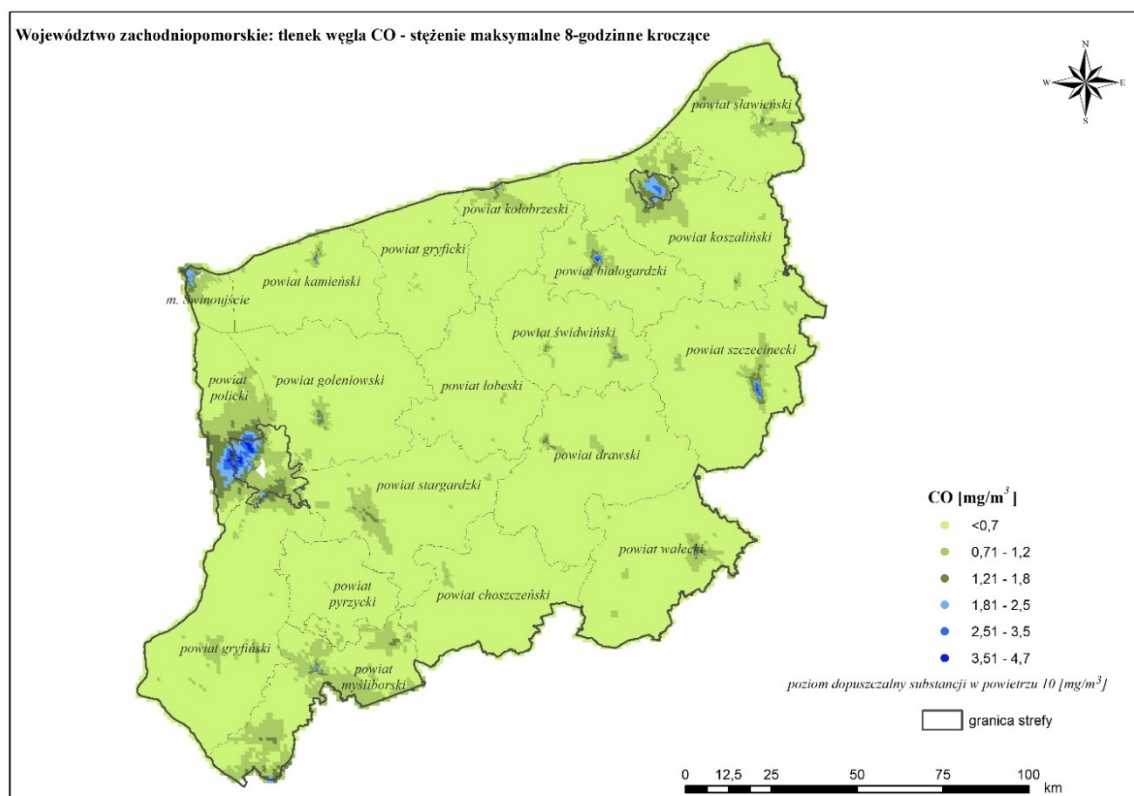 Województwo zachodniopomorskie: tlenek węgla CO - stężenie maksymalne 8-godzinne kroczące
N
W
E
S
powiat sławieński
powiat kołobrzeski
powiat koszaliński
powiat gryficki
powiat białogardzki
powiat kamieński
m. Świnoujście
powiat świdwiński
powiat szczecinecki
powiat
policki
powiat goleniowski
powiat łobeski
powiat drawski
powiat stargardzki
powiat wałecki
powiat
pyrzycki
powiat choszczeński
powiat gryfiński
powiat
myśliborski
CO [mg/m³]
<0,7
0,71 - 1,2
1,21 - 1,8
1,81 - 2,5
2,51 - 3,5
3,51 - 4,7
poziom dopuszczalny substancji w powietrzu 10 [mg/m³]
granica strefy
0 12,5 25 50 75 100
km